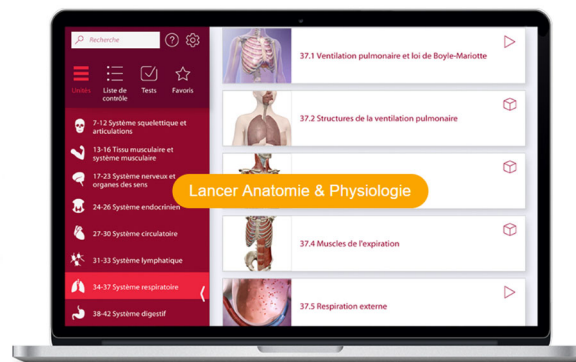 Recherche
Unités
Liste de
contrôle
Tests
Favoris
7-12 Système squelettique et
articulations
13-16 Tissu musculaire et
système musculaire
17-23 Système nerveux et
organes des sens
24-26 Système endocrinien
27-30 Système circulatoire
31-33 Système lymphatique
34-37 Système respiratoire
38-42 Système digestif
37.1 Ventilation pulmonaire et loi de Boyle-Mariotte
37.2 Structures de la ventilation pulmonaire
Lancer Anatomie & Physiologie
37.4 Muscles de l'expiration
37.5 Respiration externe